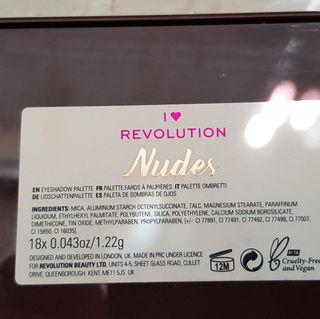 I ♥
REVOLUTION
Nudes
EN EYESHADOW PALETTE FR PALETTE FARDS À PAUPIÈRES IT PALETTE OMBRETTI
DE LIDSCHATTENPALETTE ES PALETA DE SOMBRAS DE OJOS
INGREDIENTS: MICA, ALUMINUM STARCH OCTENYLSUCCINATE, TALC, MAGNESIUM STEARATE, PARAFFINUM
LIQUIDUM, ETHYLHEXYL PALMITATE, POLYBUTENE, SILICA, POLYETHYLENE, CALCIUM SODIUM BOROSILICATE,
DIMETHICONE, TIN OXIDE, METHYLPARABEN, PROPYLPARABEN, [+/-: CI 77891, CI 77491, CI 77492, CI 77499, CI 77007,
CI 15850, CI 16035].
18x 0.043oz/1.22g
DESIGNED AND DEVELOPED IN LONDON, UK. MADE IN PRC UNDER LICENCE
FOR REVOLUTION BEAUTY LTD, UNITS 4-5, SHEET GLASS ROAD, CULLET
DRIVE, QUEENBOROUGH, KENT, ME11 5JS UK
12M
PETA
Cruelty-Free
and Vegan